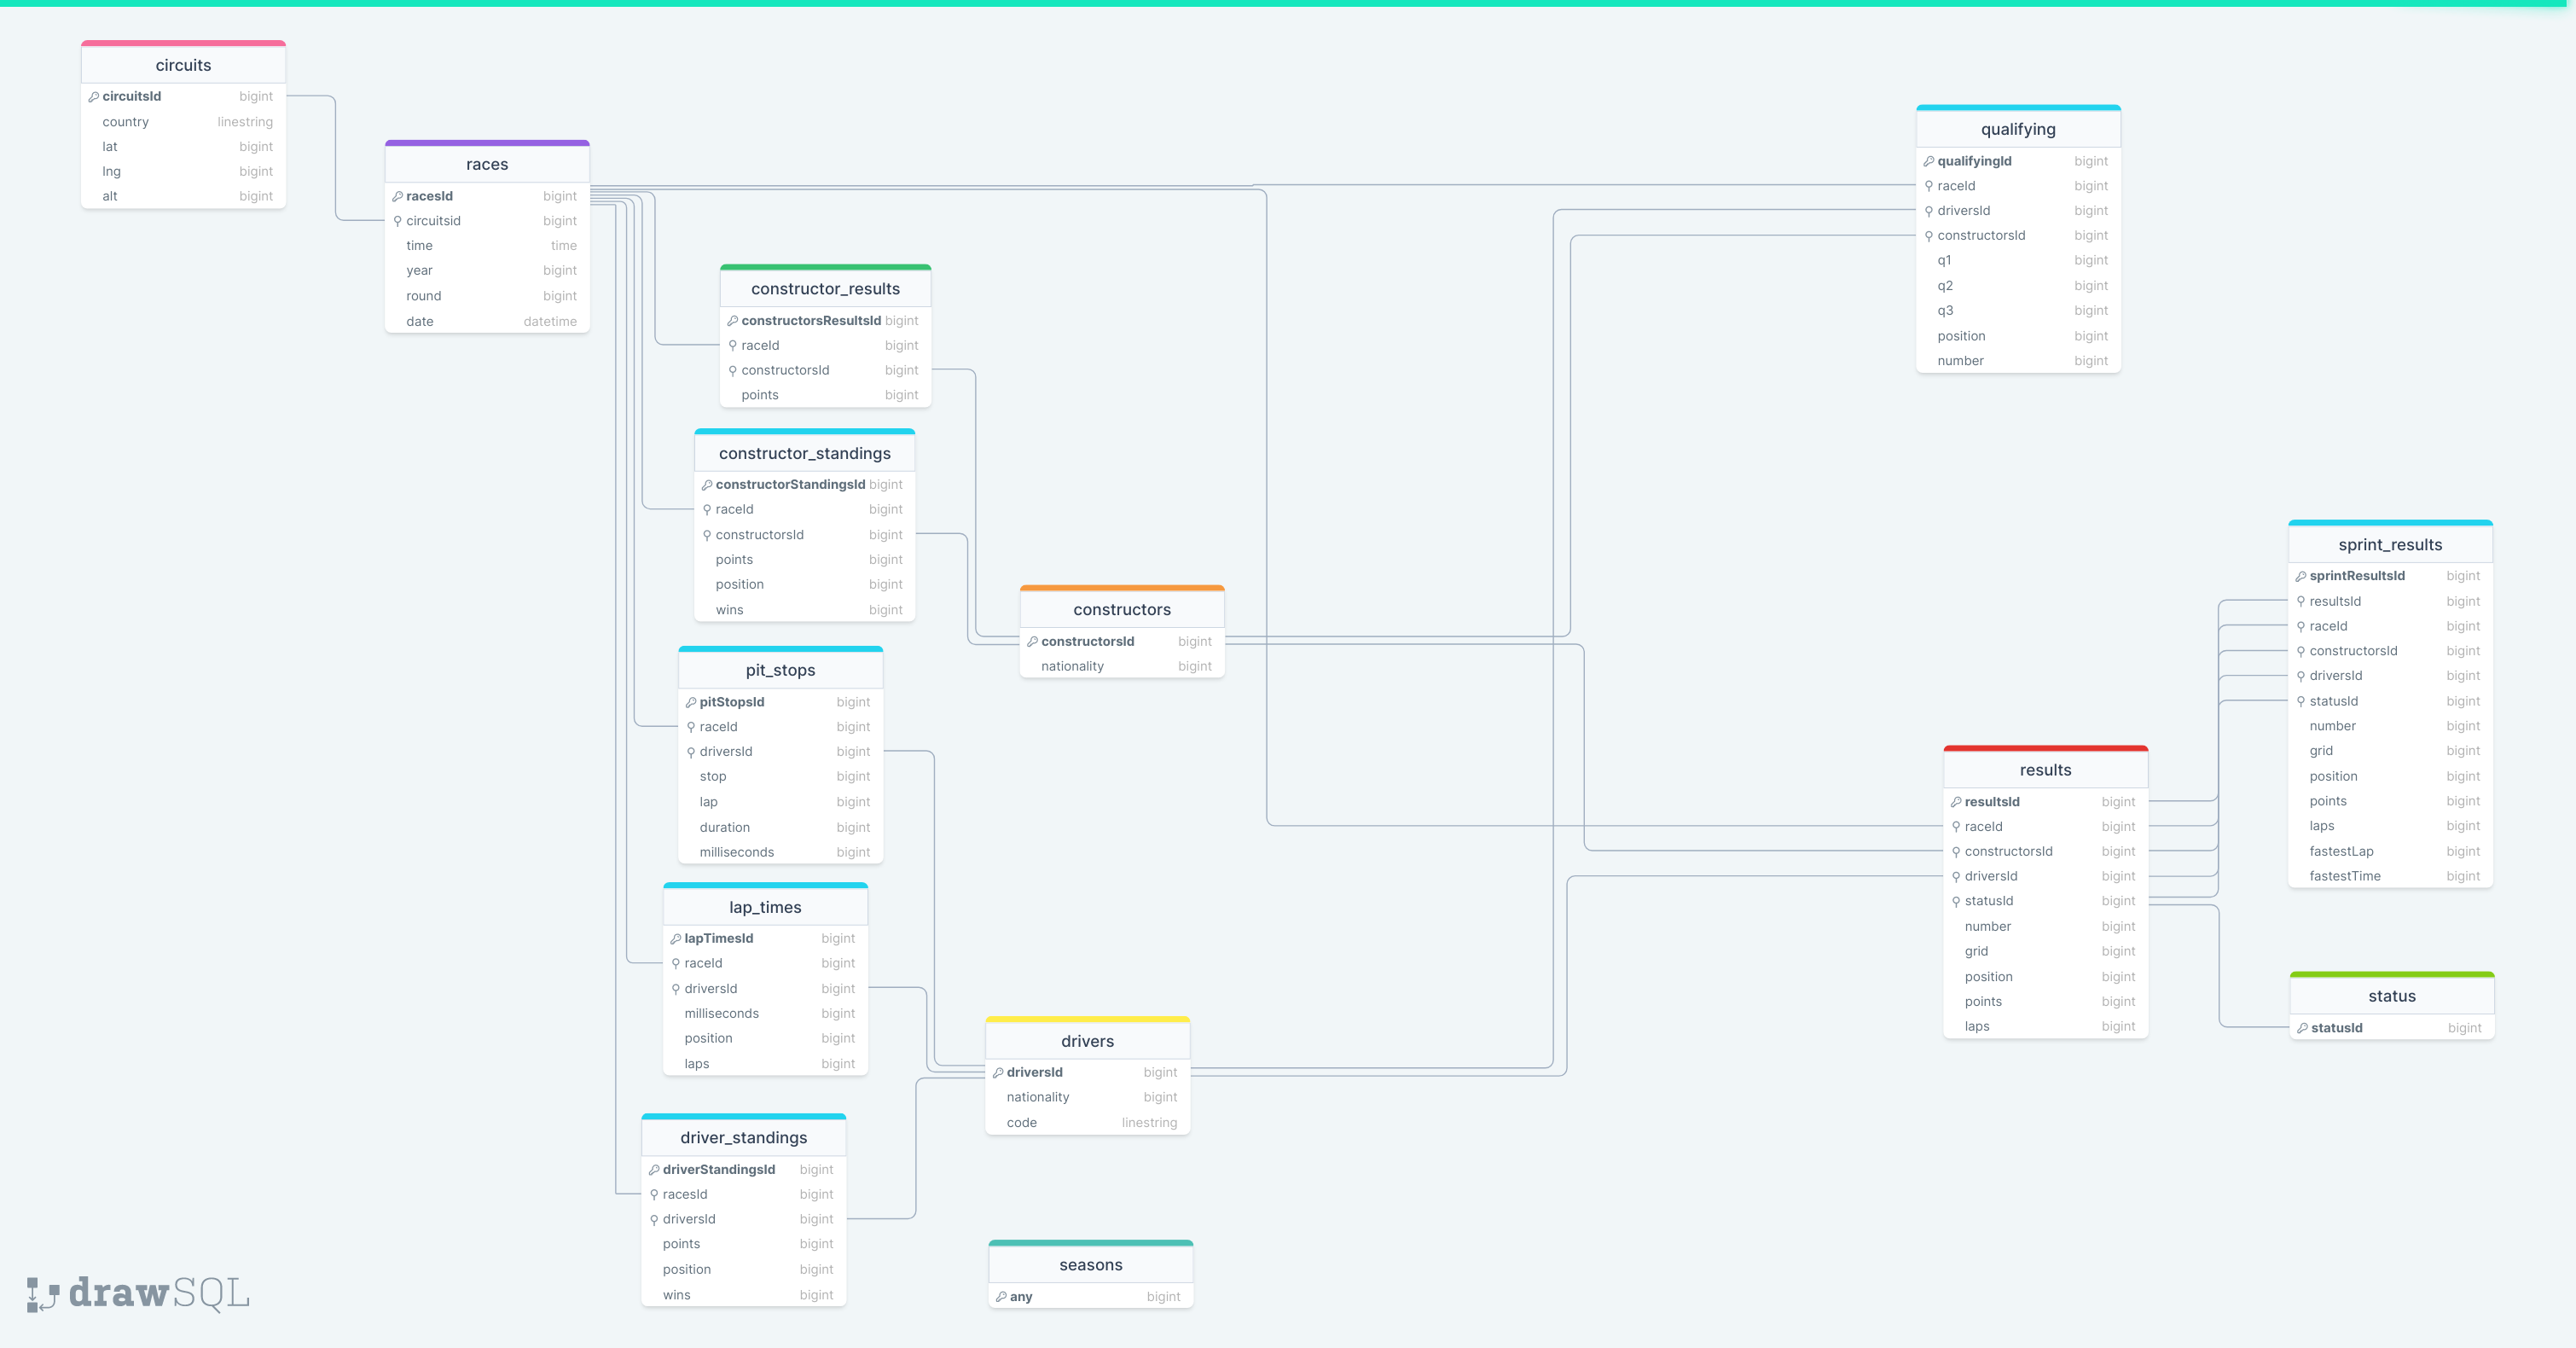 circuits
circuitsId bigint
country linestring
lat bigint
lng bigint
alt bigint
races
racesId bigint
circuitsid bigint
time time
year bigint
round bigint
date datetime
constructor_results
constructorsResultsId bigint
raceId bigint
constructorsId bigint
points bigint
constructor_standings
constructorStandingsId bigint
raceId bigint
constructorsId bigint
points bigint
position bigint
wins bigint
pit_stops
pitStopsId bigint
raceId bigint
driversId bigint
stop bigint
lap bigint
duration bigint
milliseconds bigint
lap_times
lapTimesId bigint
raceId bigint
driversId bigint
milliseconds bigint
position bigint
laps bigint
driver_standings
driverStandingsId bigint
racesId bigint
driversId bigint
points bigint
position bigint
wins bigint
constructors
constructorsId bigint
nationality bigint
drivers
driversId bigint
nationality bigint
code linestring
seasons
any bigint
qualifying
qualifyingId bigint
raceId bigint
driversId bigint
constructorsId bigint
q1 bigint
q2 bigint
q3 bigint
position bigint
number bigint
results
resultsId bigint
raceId bigint
constructorsId bigint
driversId bigint
statusId bigint
number bigint
grid bigint
position bigint
points bigint
laps bigint
sprint_results
sprintResultsId bigint
resultsId bigint
raceId bigint
constructorsId bigint
driversId bigint
statusId bigint
number bigint
grid bigint
position bigint
points bigint
laps bigint
fastestLap bigint
fastestTime bigint
status
statusId bigint
drawSQL